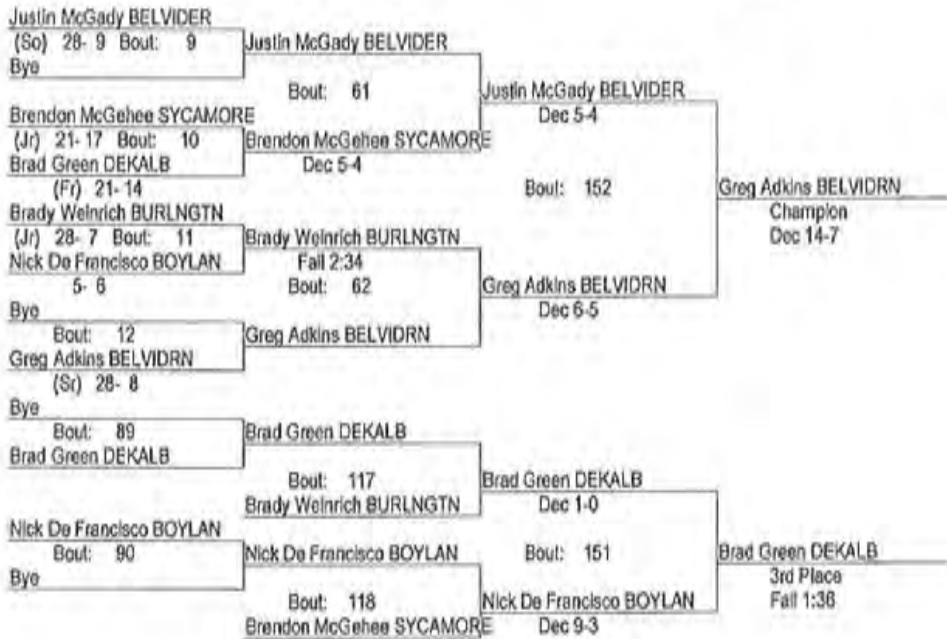 Justin McGady BELVIDER
(So) 28- 9 Bout: 9
Justin McGady BELVIDER
Bye
Bout: 61
Justin McGady BELVIDER
Dec 5-4
Brendon McGehee SYCAMORE
(Jr) 21- 17 Bout: 10
Brendon McGehee SYCAMORE
Dec 5-4
Brad Green DEKALB
(Fr) 21- 14
Bout: 152
Greg Adkins BELVIDRN
Champion
Dec 14-7
Brady Weinrich BURLNGTN
(Jr) 28- 7 Bout: 11
Brady Weinrich BURLNGTN
Fall 2:34
Nick De Francisco BOYLAN
5- 6
Bout: 62
Greg Adkins BELVIDRN
Dec 6-5
Bye
Bout: 12
Greg Adkins BELVIDRN
Greg Adkins BELVIDRN
(Sr) 28- 8
Bye
Bout: 89
Brad Green DEKALB
Brad Green DEKALB
Bout: 117
Brad Green DEKALB
Dec 1-0
Brady Weinrich BURLNGTN
Nick De Francisco BOYLAN
Bout: 90
Nick De Francisco BOYLAN
Bout: 151
Brad Green DEKALB
3rd Place
Fall 1:36
Bye
Bout: 118
Nick De Francisco BOYLAN
Dec 9-3
Brendon McGehee SYCAMORE